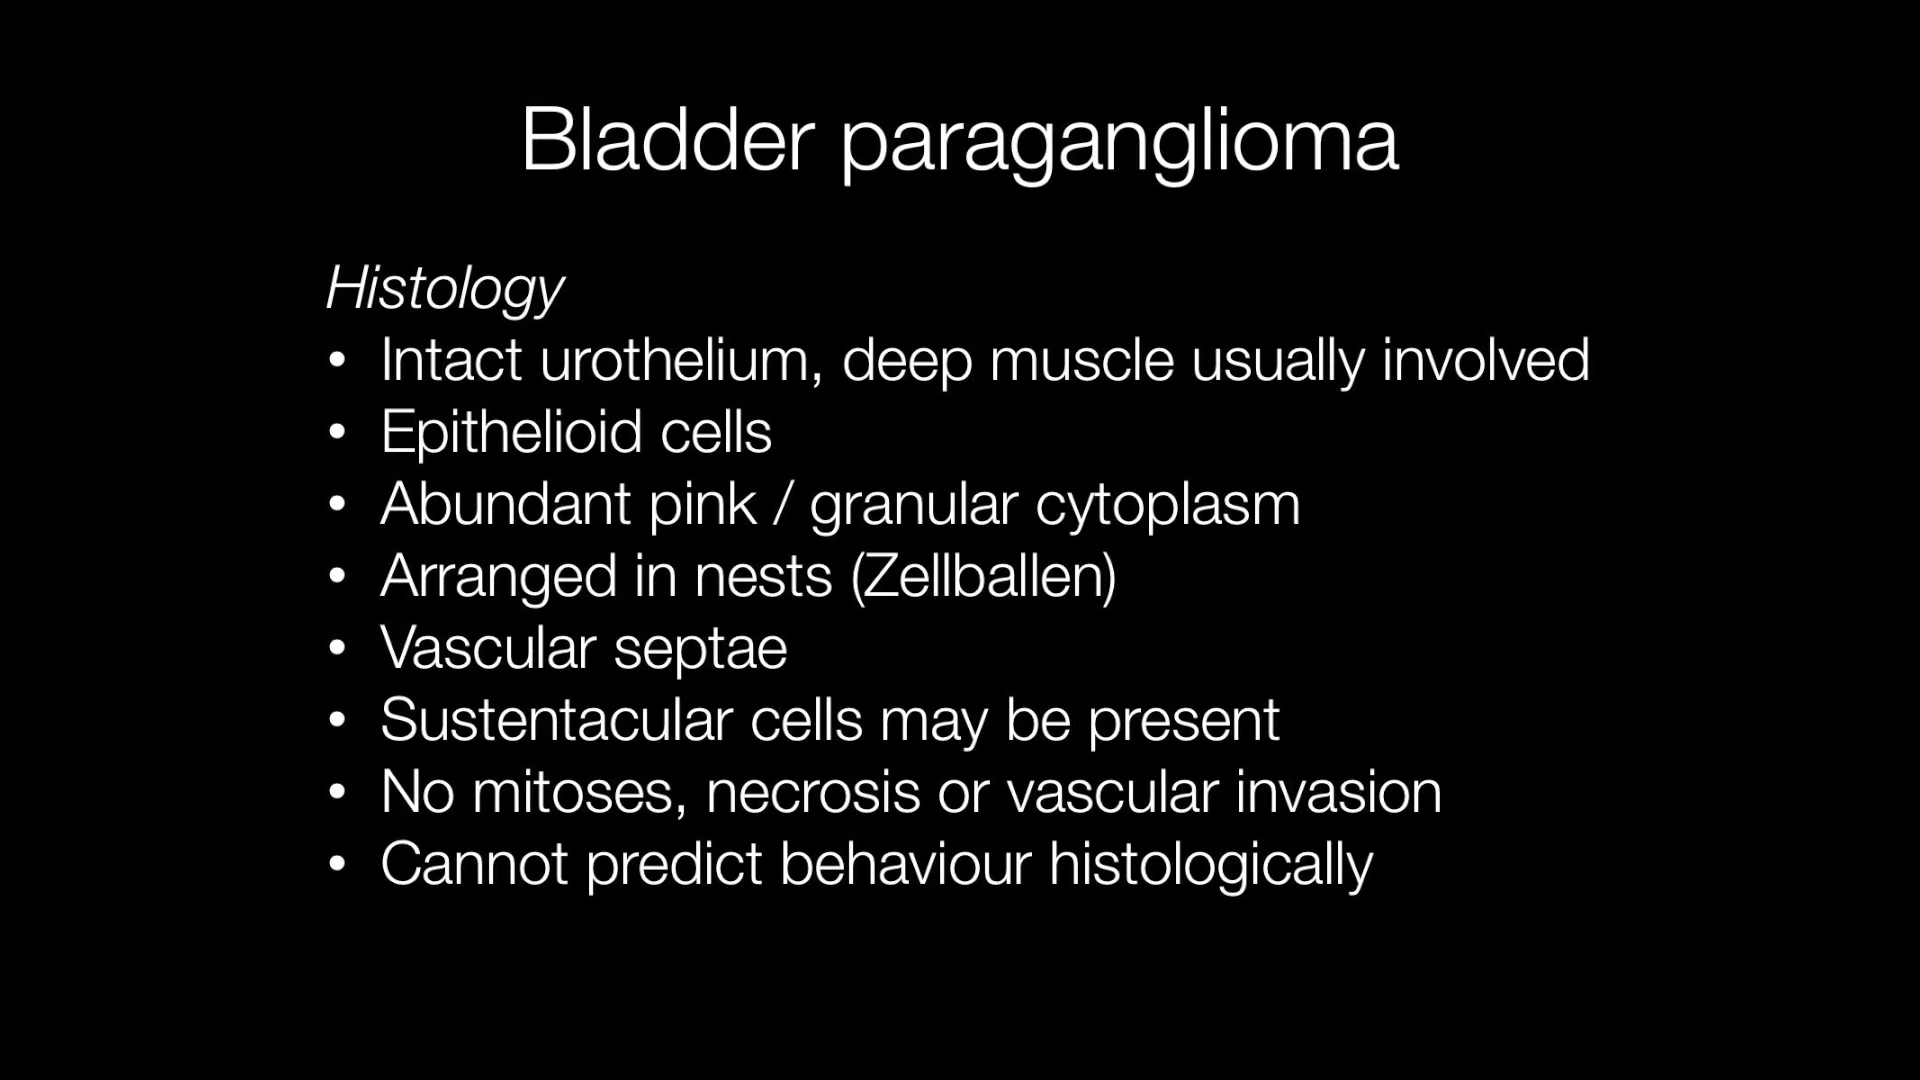 Bladder paraganglioma
Histology
• Intact urothelium, deep muscle usually involved
• Epithelioid cells
• Abundant pink / granular cytoplasm
• Arranged in nests (Zellballen)
• Vascular septae
• Sustentacular cells may be present
• No mitoses, necrosis or vascular invasion
• Cannot predict behaviour histologically